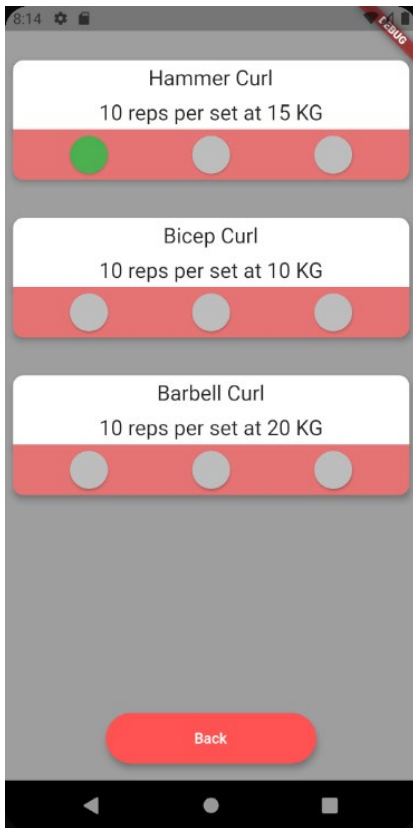 8:14
DEBUG
Hammer Curl
10 reps per set at 15 KG
Bicep Curl
10 reps per set at 10 KG
Barbell Curl
10 reps per set at 20 KG
Back